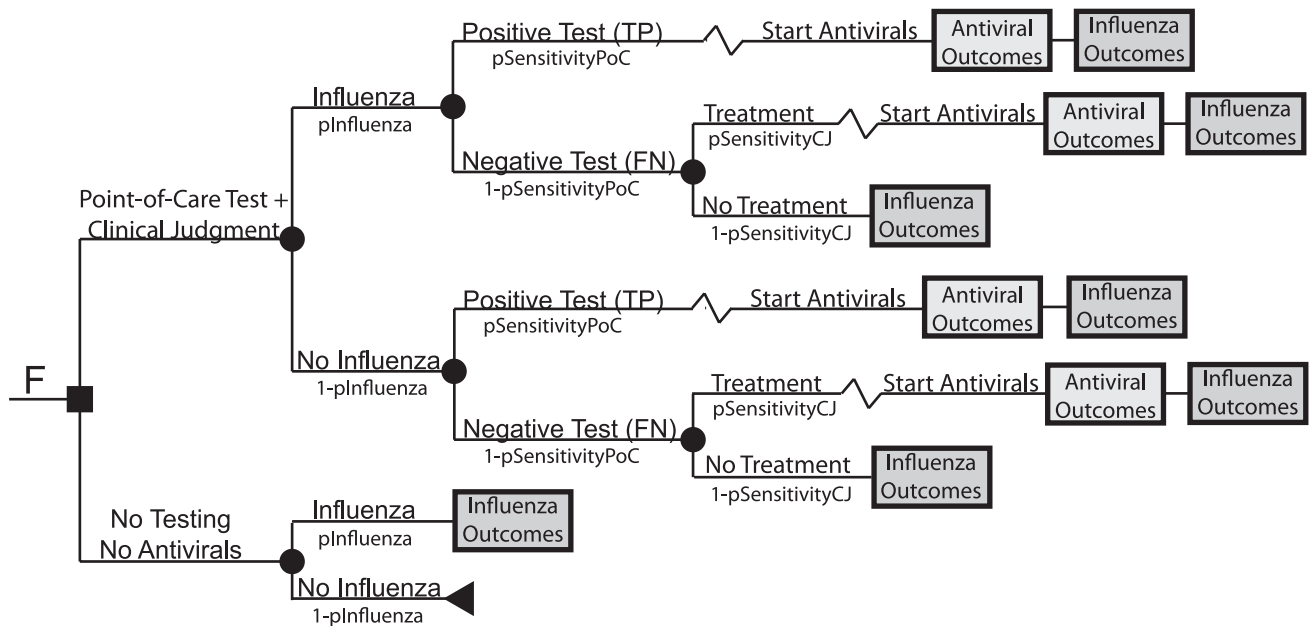 Positive Test (TP)
pSensitivityPoC
Start Antivirals
Antiviral
Outcomes
Influenza
Outcomes
Influenza
pInfluenza
Treatment
pSensitivityCJ
Start Antivirals
Antiviral
Outcomes
Influenza
Outcomes
Negative Test (FN)
1-pSensitivityPoC
No Treatment
1-pSensitivityCJ
Influenza
Outcomes
Point-of-Care Test +
Clinical Judgment
Positive Test (TP)
pSensitivityPoC
Start Antivirals
Antiviral
Outcomes
Influenza
Outcomes
No Influenza
1-pInfluenza
F
Treatment
pSensitivityCJ
Start Antivirals
Antiviral
Outcomes
Influenza
Outcomes
Negative Test (FN)
1-pSensitivityPoC
No Treatment
1-pSensitivityCJ
Influenza
Outcomes
No Testing
No Antivirals
Influenza
pInfluenza
Influenza
Outcomes
No Influenza
1-pInfluenza